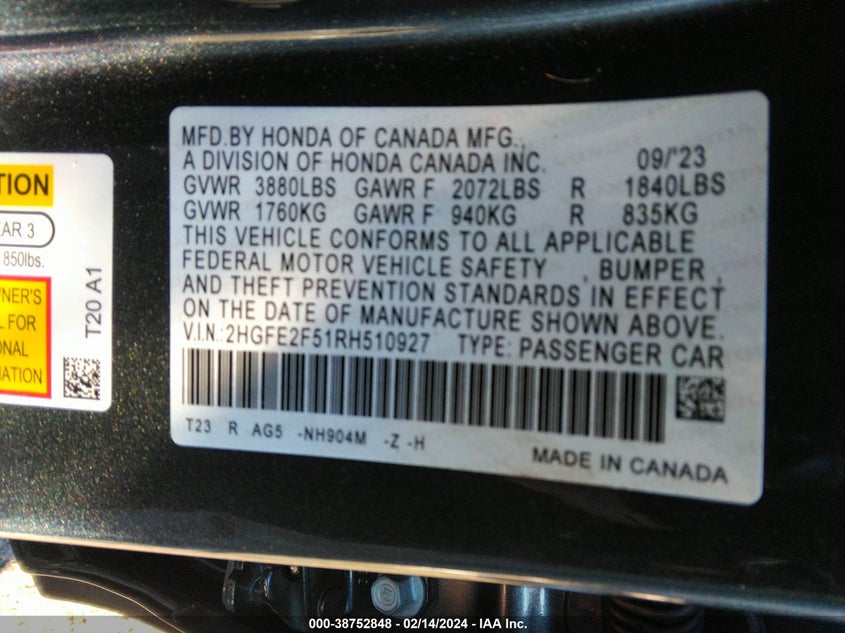 TION
AR 3
850lbs.
NER'S
L FOR
ONAL
MATION
T20 A1
MFD.BY HONDA OF CANADA MFG.,
A DIVISION OF HONDA CANADA INC. 09/'23
GVWR 3880LBS GAWR F 2072LBS R 1840LBS
GVWR 1760KG GAWR F 940KG R 835KG
THIS VEHICLE CONFORMS TO ALL APPLICABLE
FEDERAL MOTOR VEHICLE SAFETY , BUMPER ,
AND THEFT PREVENTION STANDARDS IN EFFECT
ON THE DATE OF MANUFACTURE SHOWN ABOVE.
V.I.N.: 2HGFE2F51RH510927 TYPE: PASSENGER CAR
T23 R AG5 -NH904M -Z -H
MADE IN CANADA
000-38752848 - 02/14/2024 - IAA Inc.